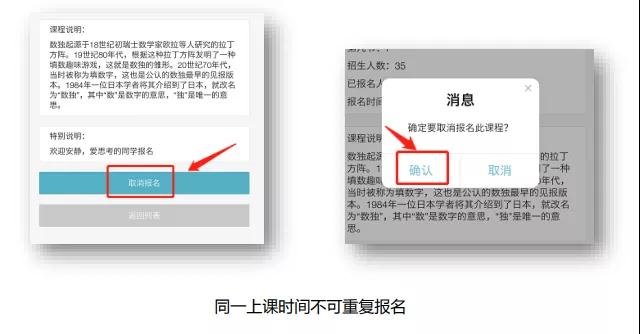 课程说明：
数独起源于18世纪初瑞士数学家欧拉等人研究的拉丁
方阵。19世纪80年代，根据这种拉丁方阵发明了一种
填数趣味游戏，这就是数独的雏形。20世纪70年代，
当时被称为填数字，这也是公认的数独最早的见报版
本。1984年一位日本学者将其介绍到了日本，就改名
为“数独”，其中“数”是数字的意思，“独”是唯一的意
思。
特别说明：
欢迎安静，爱思考的同学报名
取消报名
返回列表
招生人数：35
已报名人
报名时间
消息
确定要取消报名此课程？
确认
取消
课程说明
数独起源
拉丁
方阵。19
一种
填数趣味
年代，
当时被称为填数字，这也是公认的数独最早的见报版
本。1984年一位日本学者将其介绍到了日本，就改名
为“数独”，其中“数”是数字的意思，“独”是唯一的意
思。
同一上课时间不可重复报名